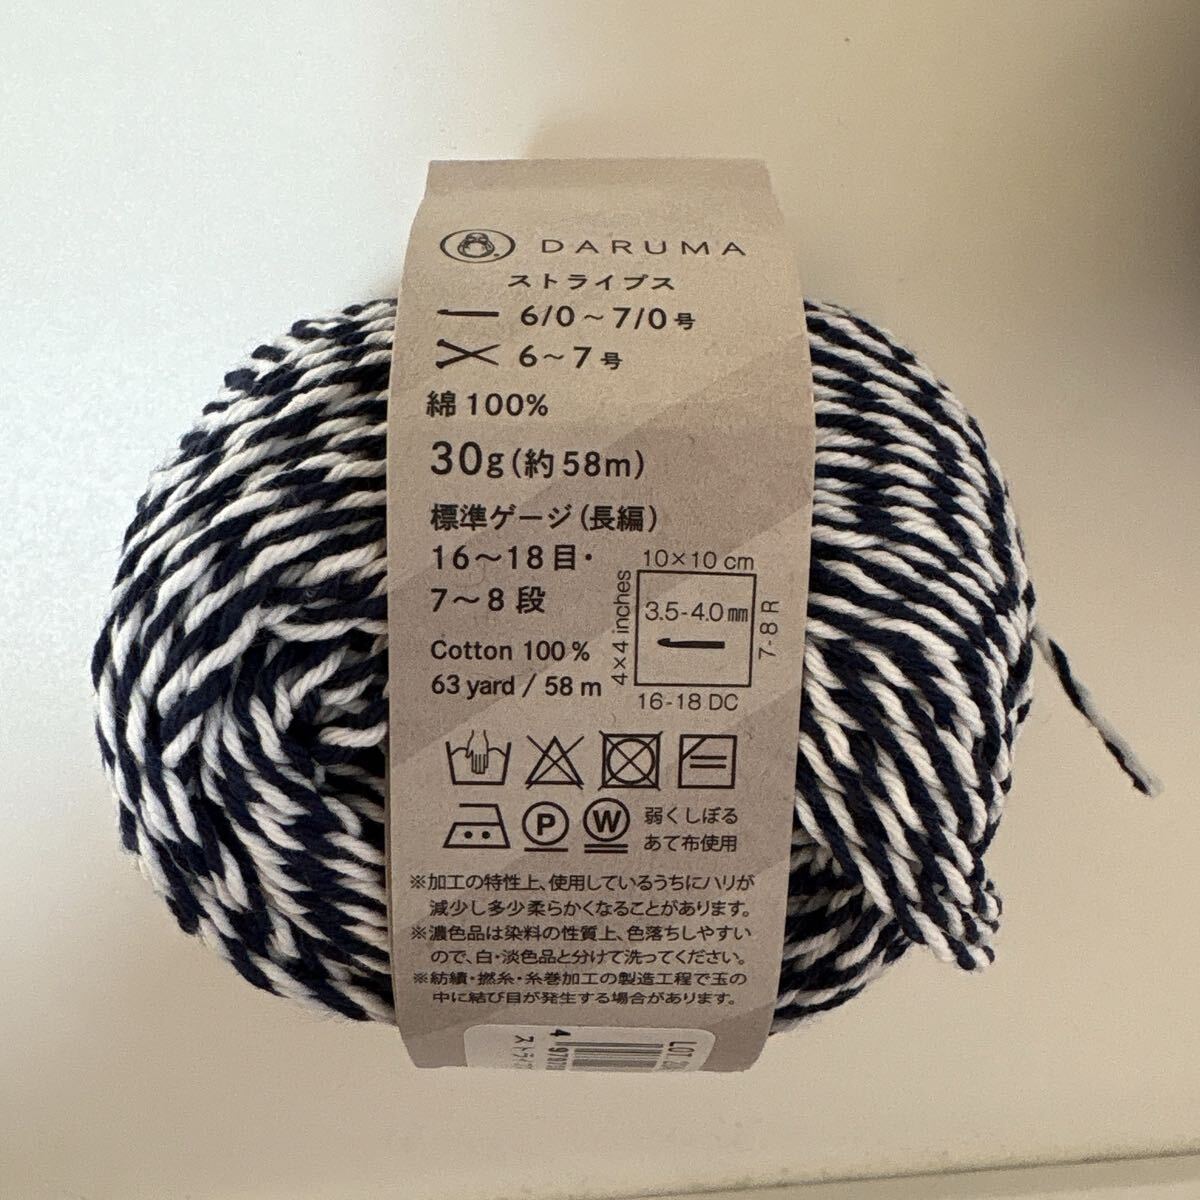 DARUMA
ストライプス
6/0～7/0号
6～7号
綿100%
30g(約58m)
標準ゲージ(長編)
16～18目・
7～8段
Cotton 100%
63 yard / 58 m
10×10 cm
4×4 inches
3.5-4.0㎜
7-8 R
16-18 DC
P
W
弱くしぼる
あて布使用
※加工の特性上、使用しているうちにハリが
減少し多少柔らかくなることがあります。
※濃色品は染料の性質上、色落ちしやすい
ので、白・淡色品と分けて洗ってください。
※紡績・撚糸・糸巻加工の製造工程で玉の
中に結び目が発生する場合があります。
LOT.